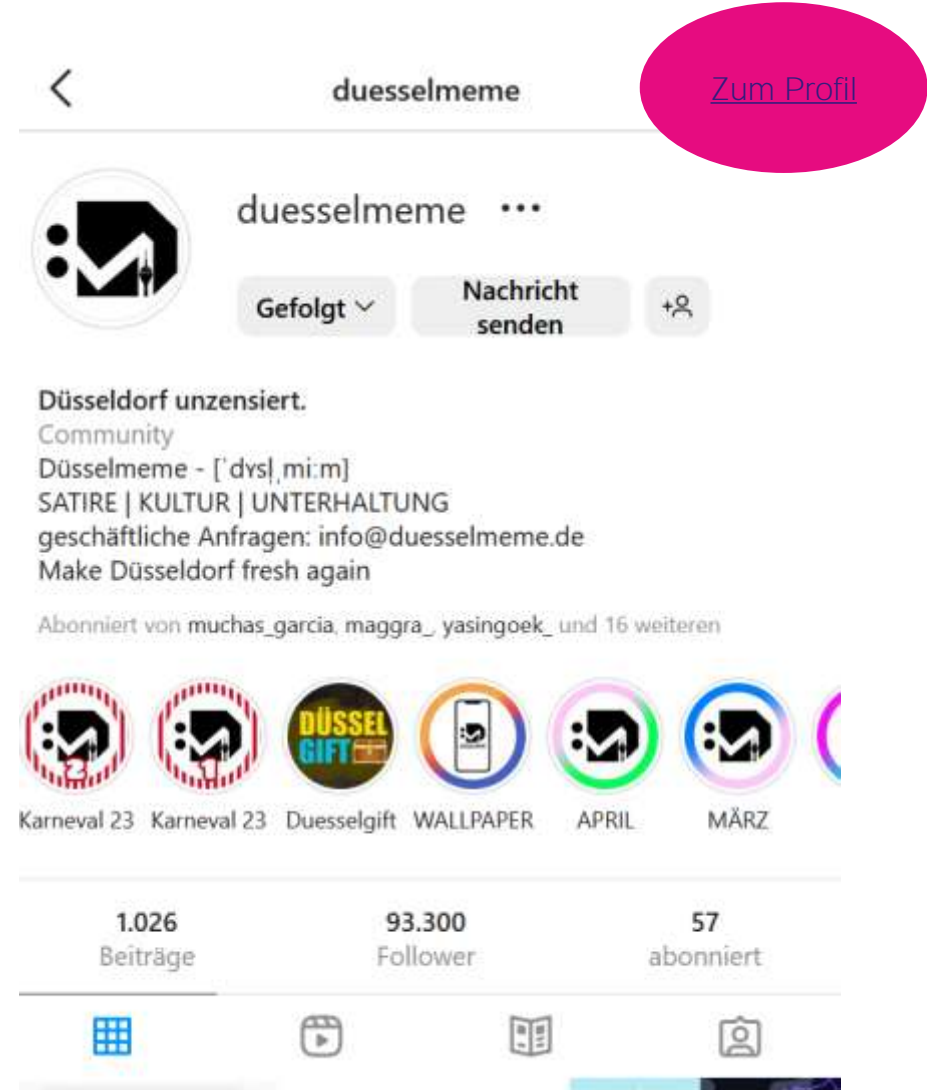 duesselmeme
Zum Profil
duesselmeme
Gefolgt
Nachricht
senden
Düsseldorf unzensiert.
Community
Düsselmeme - [ˈdʏsl̩ˌmiːm]
SATIRE | KULTUR | UNTERHALTUNG
geschäftliche Anfragen: info@duesselmeme.de
Make Düsseldorf fresh again
Abonniert von muchas_garcia, maggra_, yasingoek_ und 16 weiteren
2
1
DÜSSEL
GIFT
Karneval 23 Karneval 23 Duesselgift WALLPAPER APRIL MÄRZ
1.026 93.300 57
Beiträge Follower abonniert